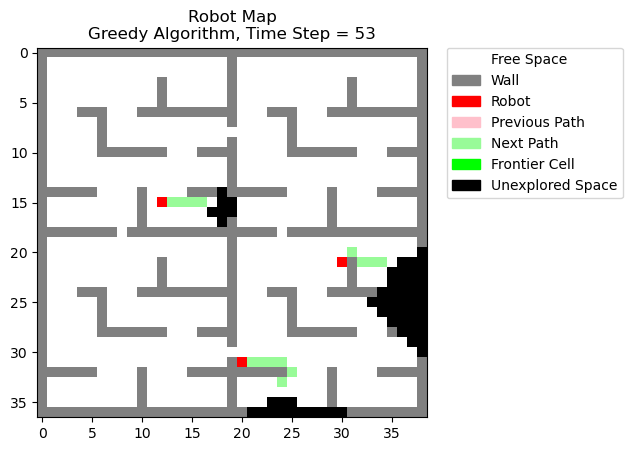 Robot Map
Greedy Algorithm, Time Step = 53
0
5
10
15
20
25
30
35
0
5
10
15
20
25
30
35
Free Space
Wall
Robot
Previous Path
Next Path
Frontier Cell
Unexplored Space